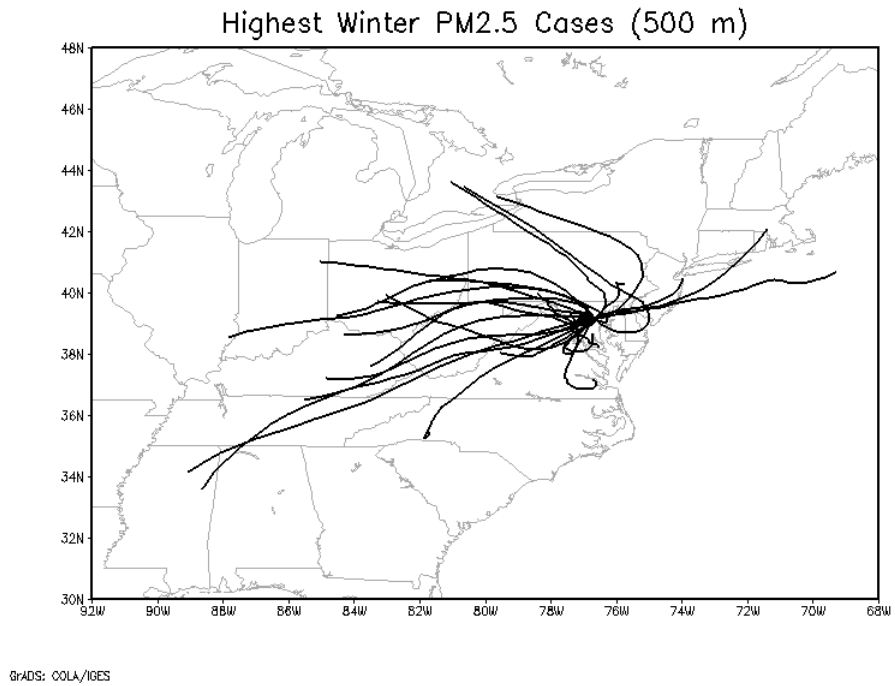 Highest Winter PM2.5 Cases (500 m)
48N
46N
44N
42N
40N
38N
36N
34N
32N
30N
92W 90W 88W 86W 84W 82W 80W 78W 76W 74W 72W 70W 68W
GrADS: COLA/IGES